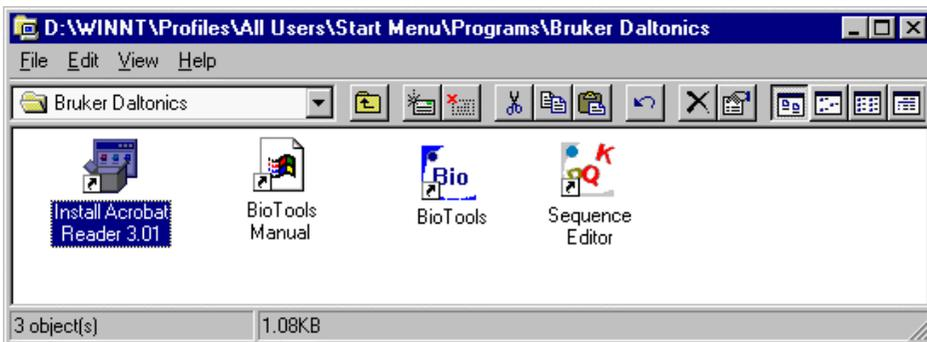 D:\WINNT\Profiles\All Users\Start Menu\Programs\Bruker Daltonics
File Edit View Help
Bruker Daltonics
K
Bio
Q
Install Acrobat
Reader 3.01
BioTools
Manual
BioTools
Sequence
Editor
3 object(s) 1.08KB